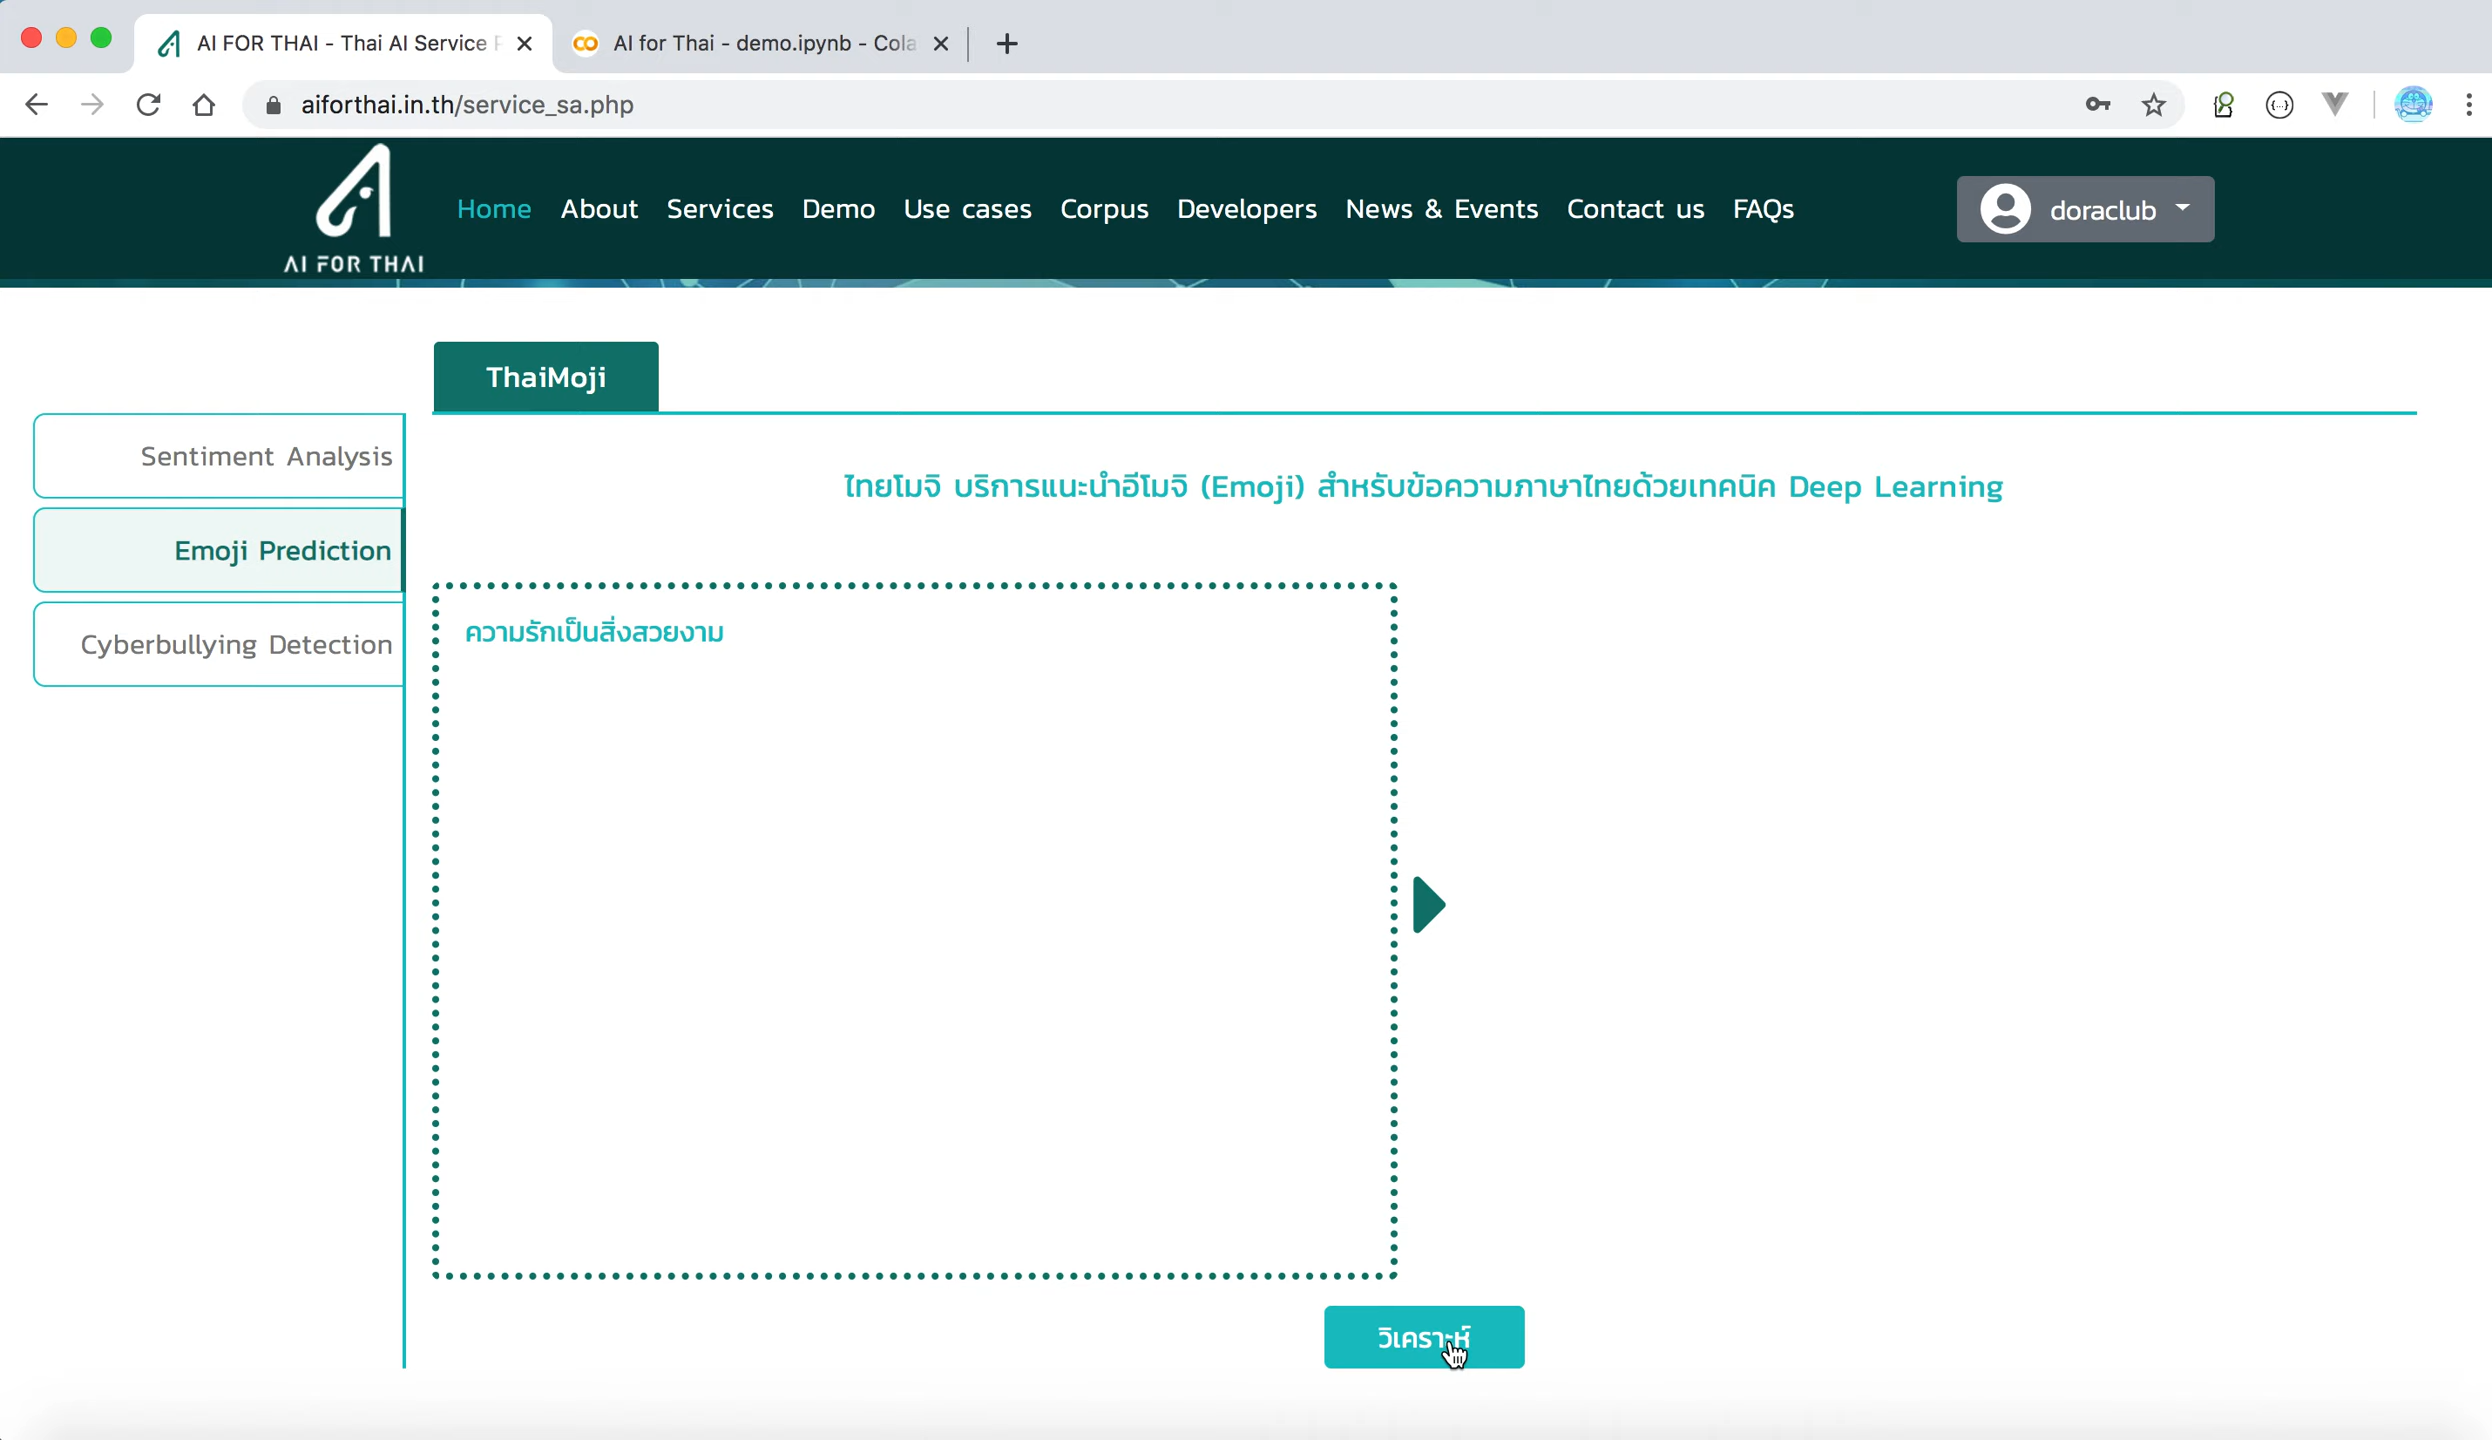 AI FOR THAI - Thai AI Service
AI for Thai - demo.ipynb - Cola
aiforthai.in.th/service_sa.php
AI FOR THAI
Home About Services Demo Use cases Corpus Developers News & Events Contact us FAQs
doraclub
ThaiMoji
Sentiment Analysis
Emoji Prediction
Cyberbullying Detection
ไทยโมจิ บริการแนะนำอีโมจิ (Emoji) สำหรับข้อความภาษาไทยด้วยเทคนิค Deep Learning
ความรักเป็นสิ่งสวยงาม
วิเคราะห์